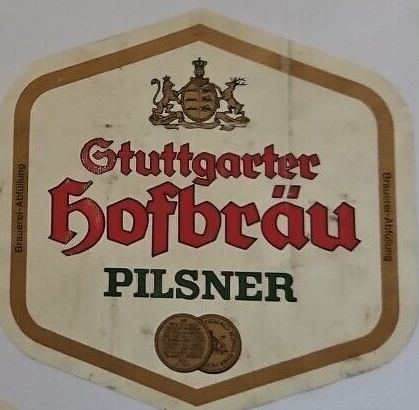 Stuttgarter
Hofbräu
PILSNER
Brauerei-Abfüllung
Brauerei-Abfüllung